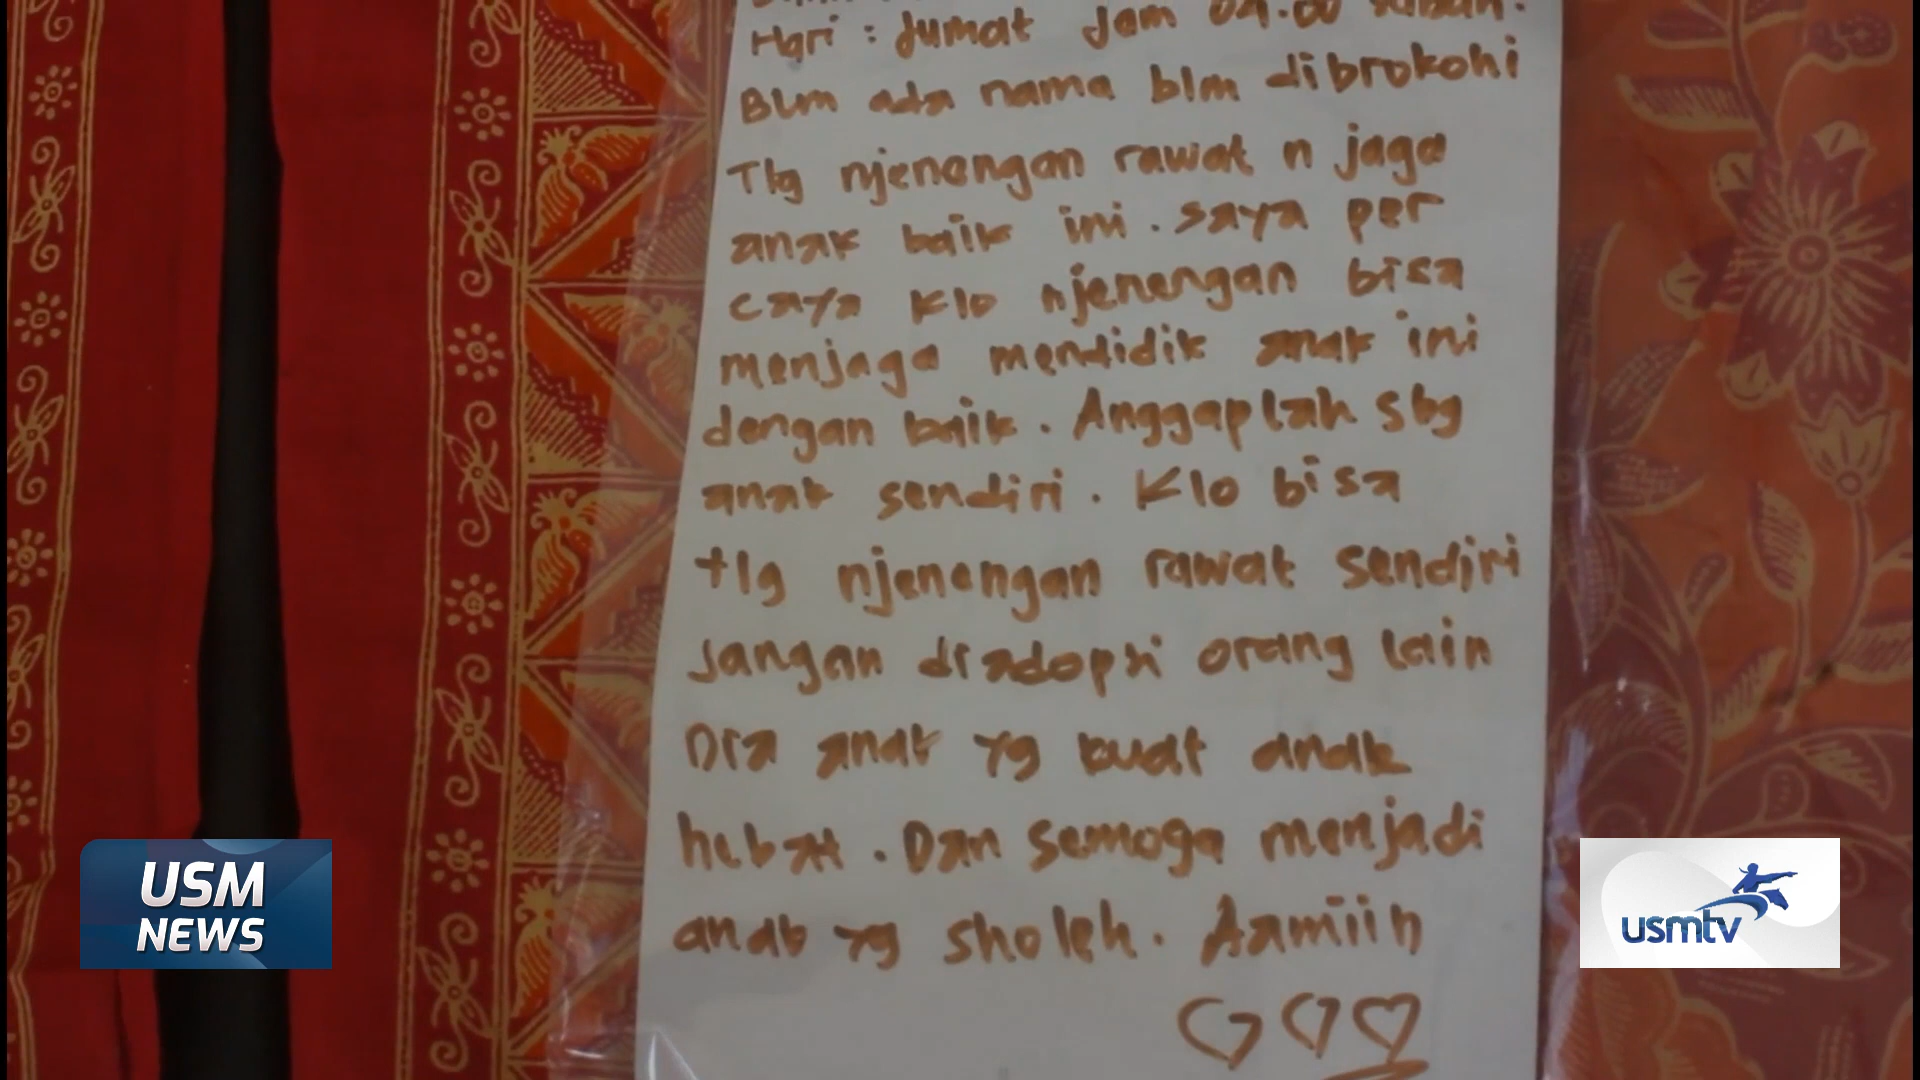 Hari : Jumat Jam 04.00 subuh.
Blm ada nama blm dibrokohi
Tlg njenengan rawat n jaga
anak baik ini. saya per
caya klo njenengan bisa
menjaga mendidik anak ini
dengan baik. Anggaplah sbg
anak sendiri. Klo bisa
tlg njenengan rawat sendiri
Jangan diadopsi orang lain
Dia anak yg kuat anak
hebat. Dan semoga menjadi
anak yg sholeh. Aamiin
USM
NEWS
usmtv